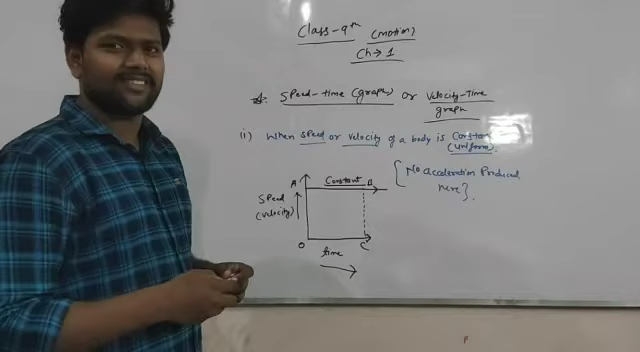 Class-9th (motion)
Ch→1
Speed-time (graph) or Velocity-Time
graph
(i) When speed or velocity of a body is constant
(uniform).
{No acceleration Produced
here}.
A Constant B
Speed
(velocity)
O C
time